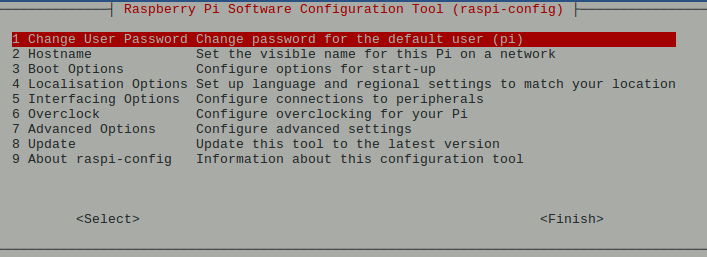 Raspberry Pi Software Configuration Tool (raspi-config)
1 Change User Password Change password for the default user (pi)
2 Hostname Set the visible name for this Pi on a network
3 Boot Options Configure options for start-up
4 Localisation Options Set up language and regional settings to match your location
5 Interfacing Options Configure connections to peripherals
6 Overclock Configure overclocking for your Pi
7 Advanced Options Configure advanced settings
8 Update Update this tool to the latest version
9 About raspi-config Information about this configuration tool
<Select> <Finish>